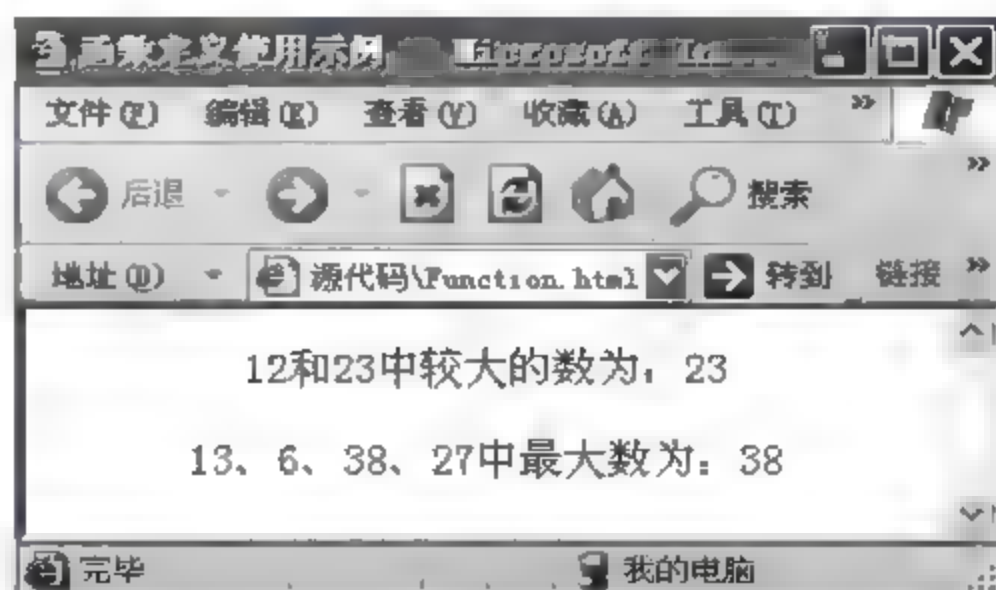 函数定义使用示例
文件(F) 编辑(E) 查看(V) 收藏(A) 工具(T) »
后退 搜索 »
地址(D) 源代码\Function.html 转到 链接 »
12和23中较大的数为：23
13、6、38、27中最大数为：38
完毕 我的电脑